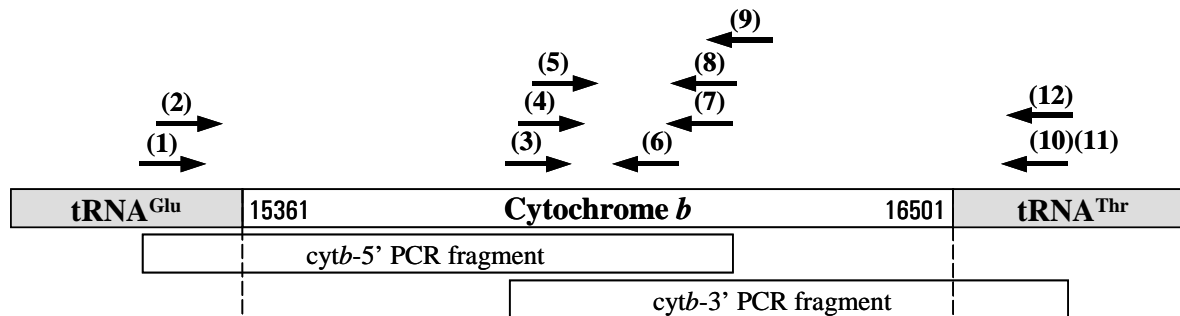 (9)
(5) (8)
(2) (4) (7) (12)
(1) (3) (6) (10)(11)
tRNAGlu 15361 Cytochrome b 16501 tRNAThr
cytb-5’ PCR fragment
cytb-3’ PCR fragment